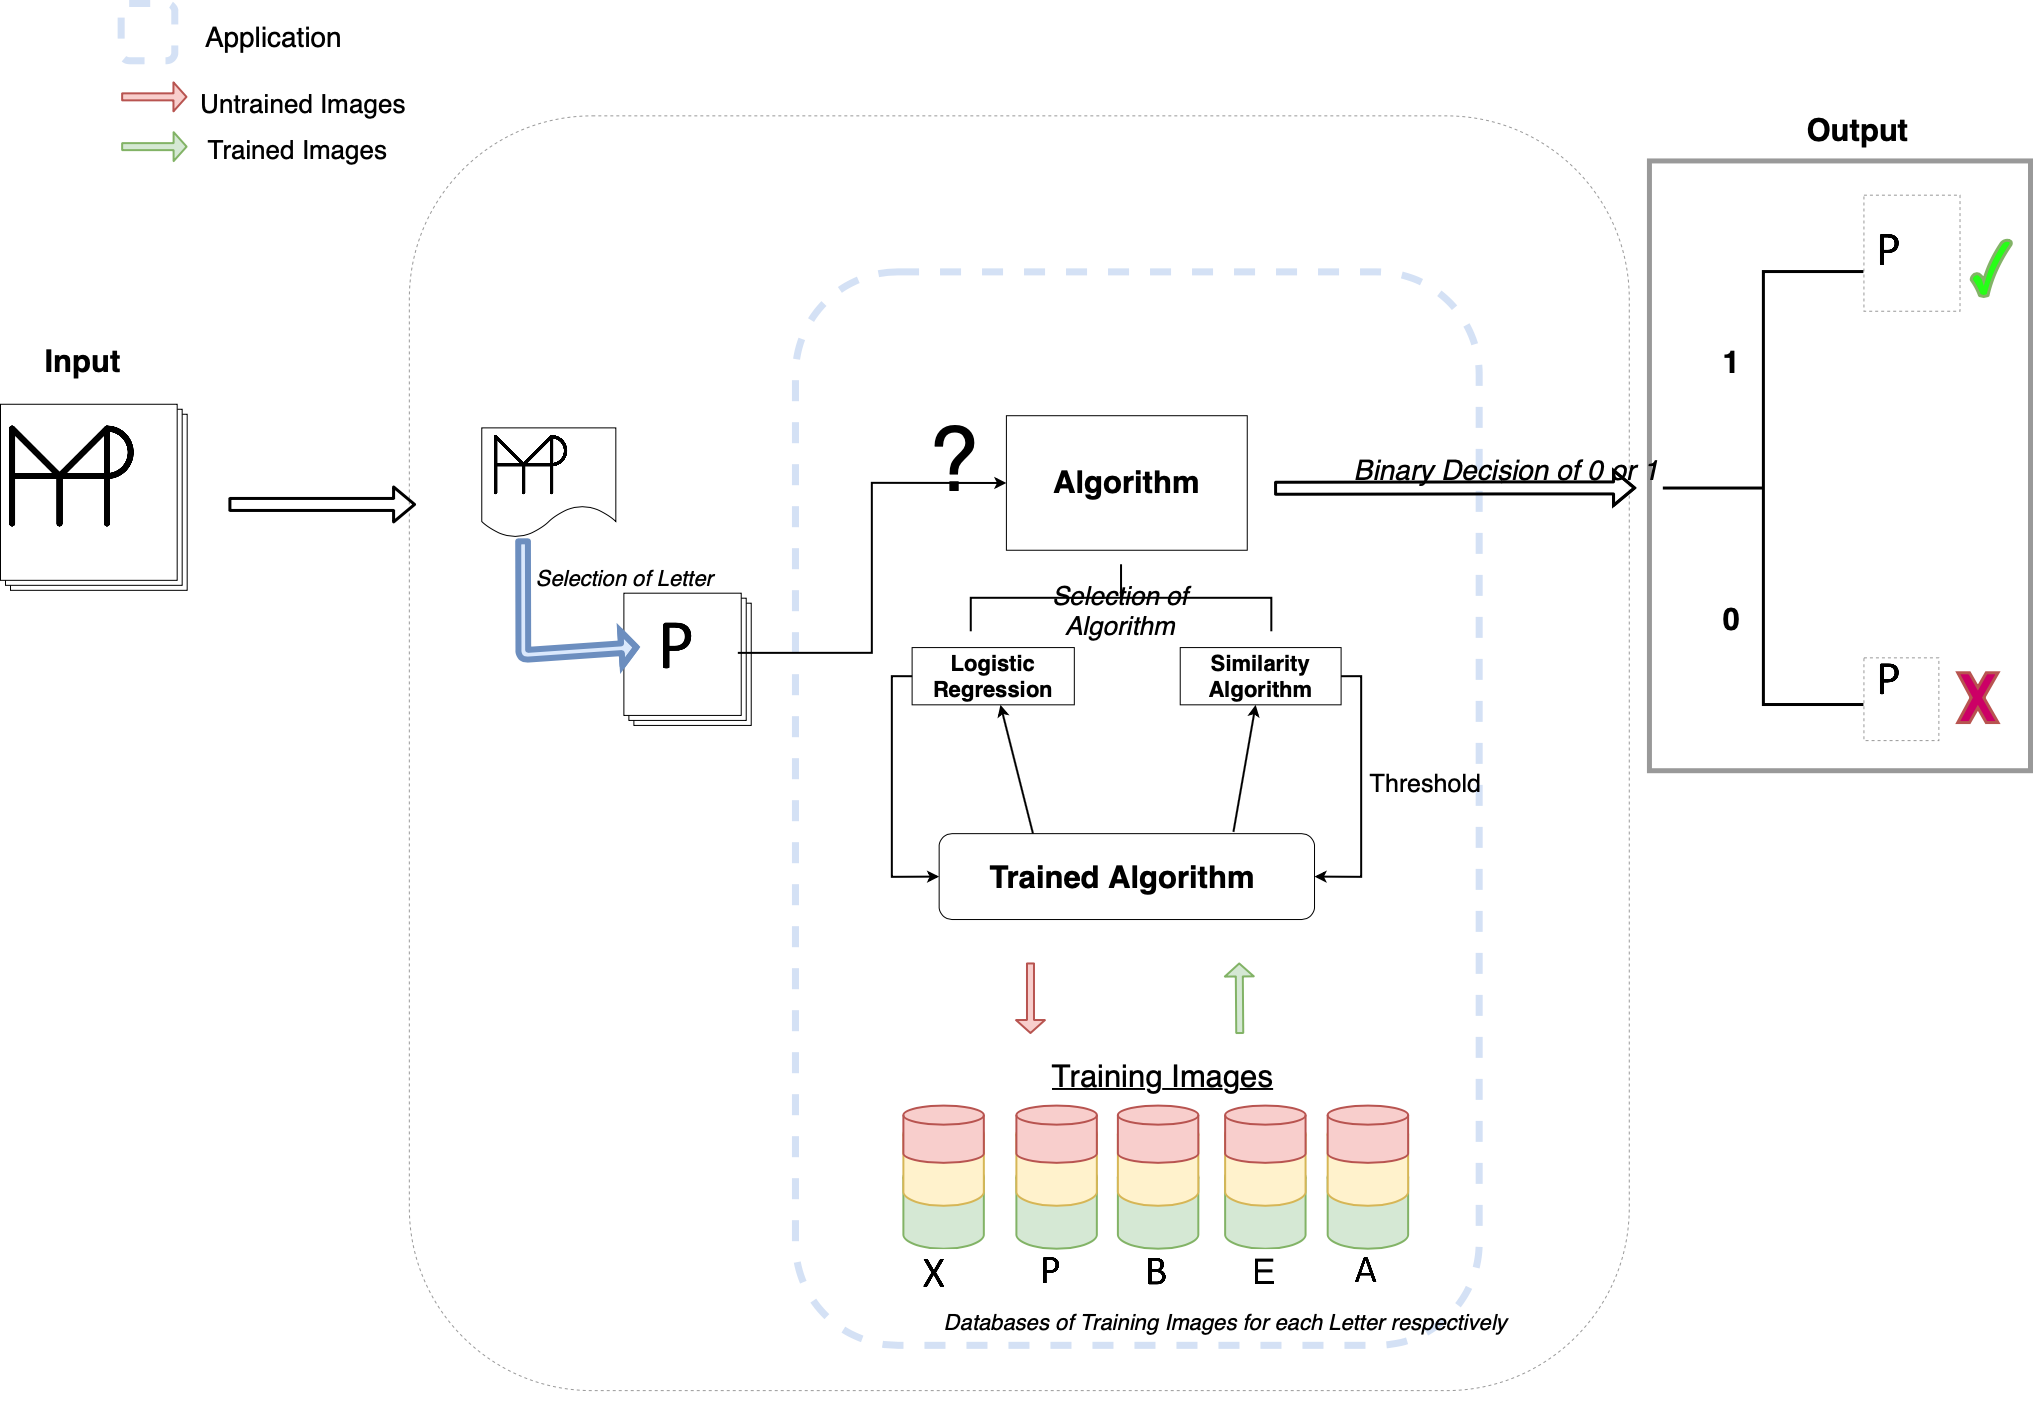 Application
Untrained Images
Trained Images
Output
P
1
0
P
X
Input
Selection of Letter
P
?
Algorithm
Binary Decision of 0 or 1
Selection of
Algorithm
Logistic
Regression
Similarity
Algorithm
Threshold
Trained Algorithm
Training Images
X P B E A
Databases of Training Images for each Letter respectively